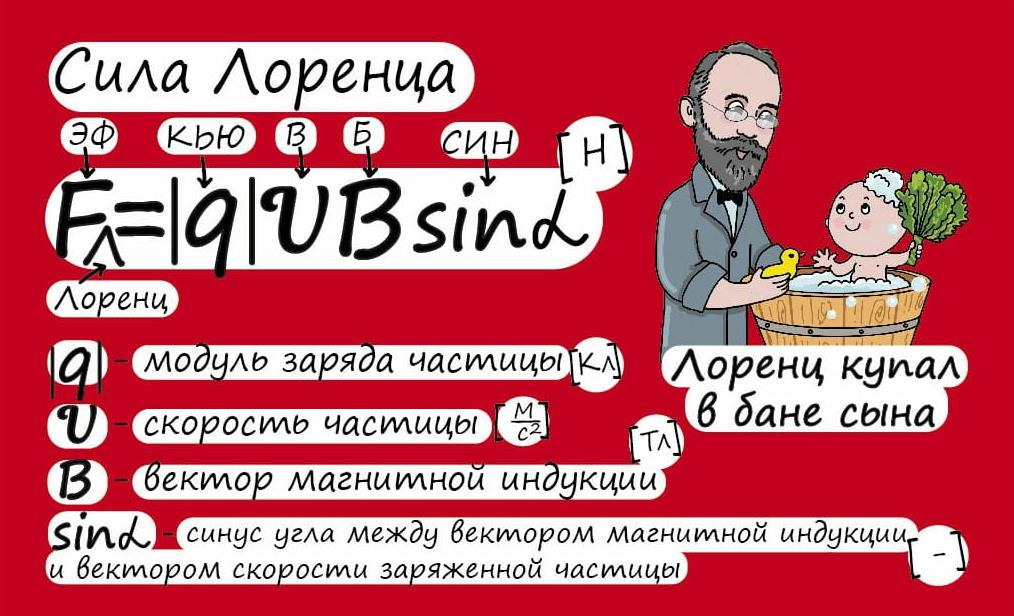 Сила Лоренца
ЭФ КЬЮ В Б СИН [Н]
Fл=|q|υBsinα
Лоренц
|q| - модуль заряда частицы [Кл]
υ - скорость частицы [м/с²]
B - вектор магнитной индукции [Тл]
sinα - синус угла между вектором магнитной индукции
и вектором скорости заряженной частицы [-]
Лоренц купал
в бане сына